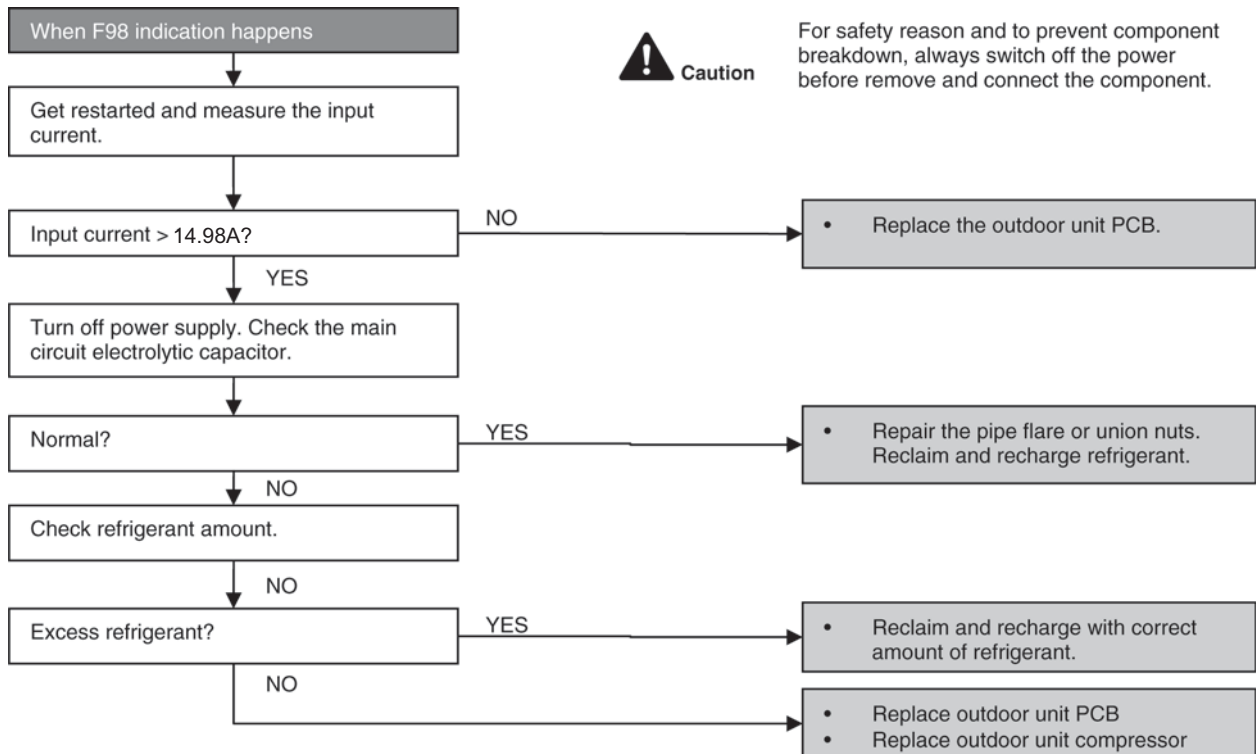 When F98 indication happens
Caution
For safety reason and to prevent component
breakdown, always switch off the power
before remove and connect the component.
Get restarted and measure the input
current.
Input current > 14.98A?
NO
• Replace the outdoor unit PCB.
YES
Turn off power supply. Check the main
circuit electrolytic capacitor.
Normal?
YES
• Repair the pipe flare or union nuts.
Reclaim and recharge refrigerant.
NO
Check refrigerant amount.
NO
Excess refrigerant?
YES
• Reclaim and recharge with correct
amount of refrigerant.
NO
• Replace outdoor unit PCB
• Replace outdoor unit compressor